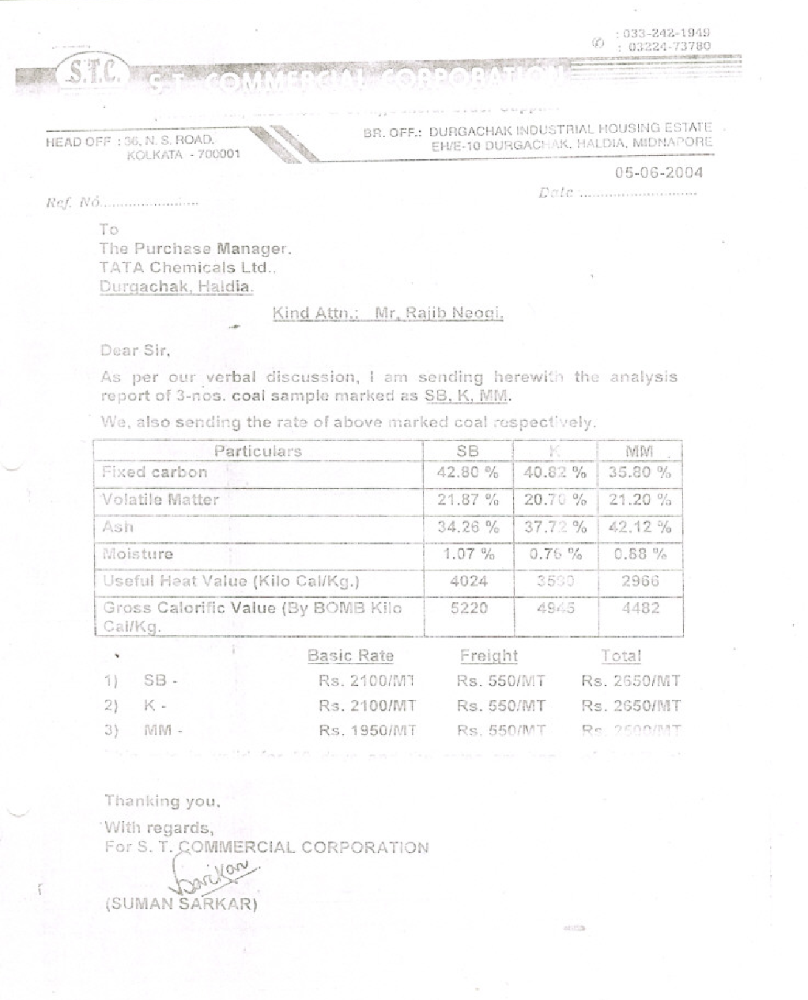 : 033-242-1949
: 03224-73780
S.T.C.
S.T. COMMERCIAL CORPORATION
Order Suppl
HEAD OFF : 36, N. S. ROAD,
KOLKATA - 700001
BR. OFF.: DURGACHAK INDUSTRIAL HOUSING ESTATE
EH/E-10 DURGACHAK, HALDIA, MIDNAPORE
05-06-2004
Date ............................
Ref. No........................
To
The Purchase Manager.
TATA Chemicals Ltd.,
Durgachak, Haldia.
Kind Attn.: Mr, Rajib Neogi.
Dear Sir,
As per our verbal discussion, I am sending herewith the analysis
report of 3-nos. coal sample marked as SB, K, MM.
We, also sending the rate of above marked coal respectively.
Particulars SB K MM
Fixed carbon 42.80 % 40.82 % 35.80 %
Volatile Matter 21.87 % 20.70 % 21.20 %
Ash 34.26 % 37.72 % 42.12 %
Moisture 1.07 % 0.76 % 0.88 %
Useful Heat Value (Kilo Cal/Kg.) 4024 2966
Gross Calorific Value (By BOMB Kilo 5220 4945 4482
Cal/Kg.
Basic Rate Freight Total
1) SB - Rs. 2100/MT Rs. 550/MT Rs. 2650/MT
2) K - Rs. 2100/MT Rs. 550/MT Rs. 2650/MT
3) MM - Rs. 1950/MT Rs. 550/MT Rs. 2500/MT
Thanking you,
With regards,
For S. T. COMMERCIAL CORPORATION
Sarkar
(SUMAN SARKAR)